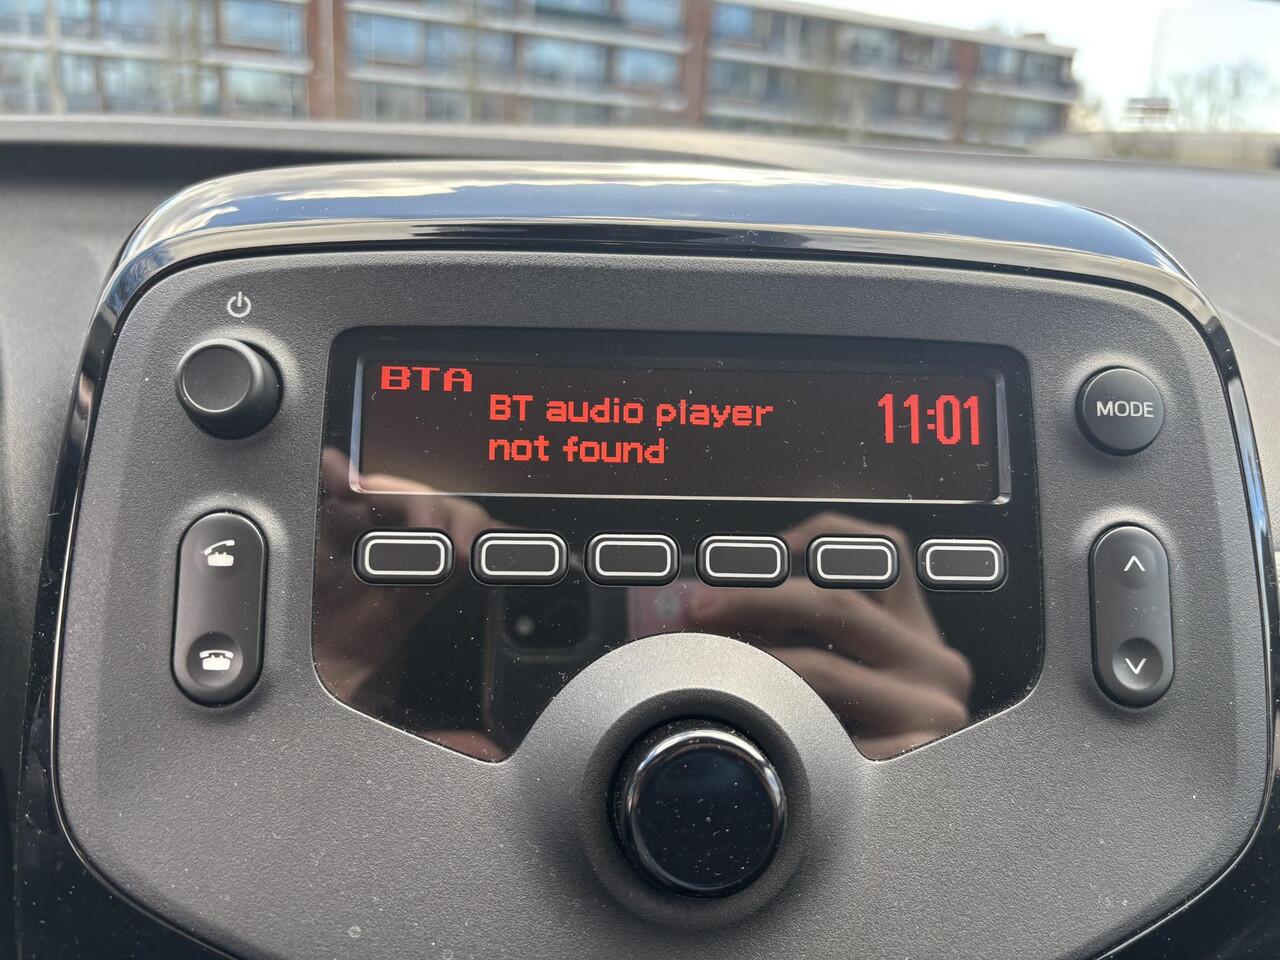 BTA
BT audio player
not found
11:01
MODE